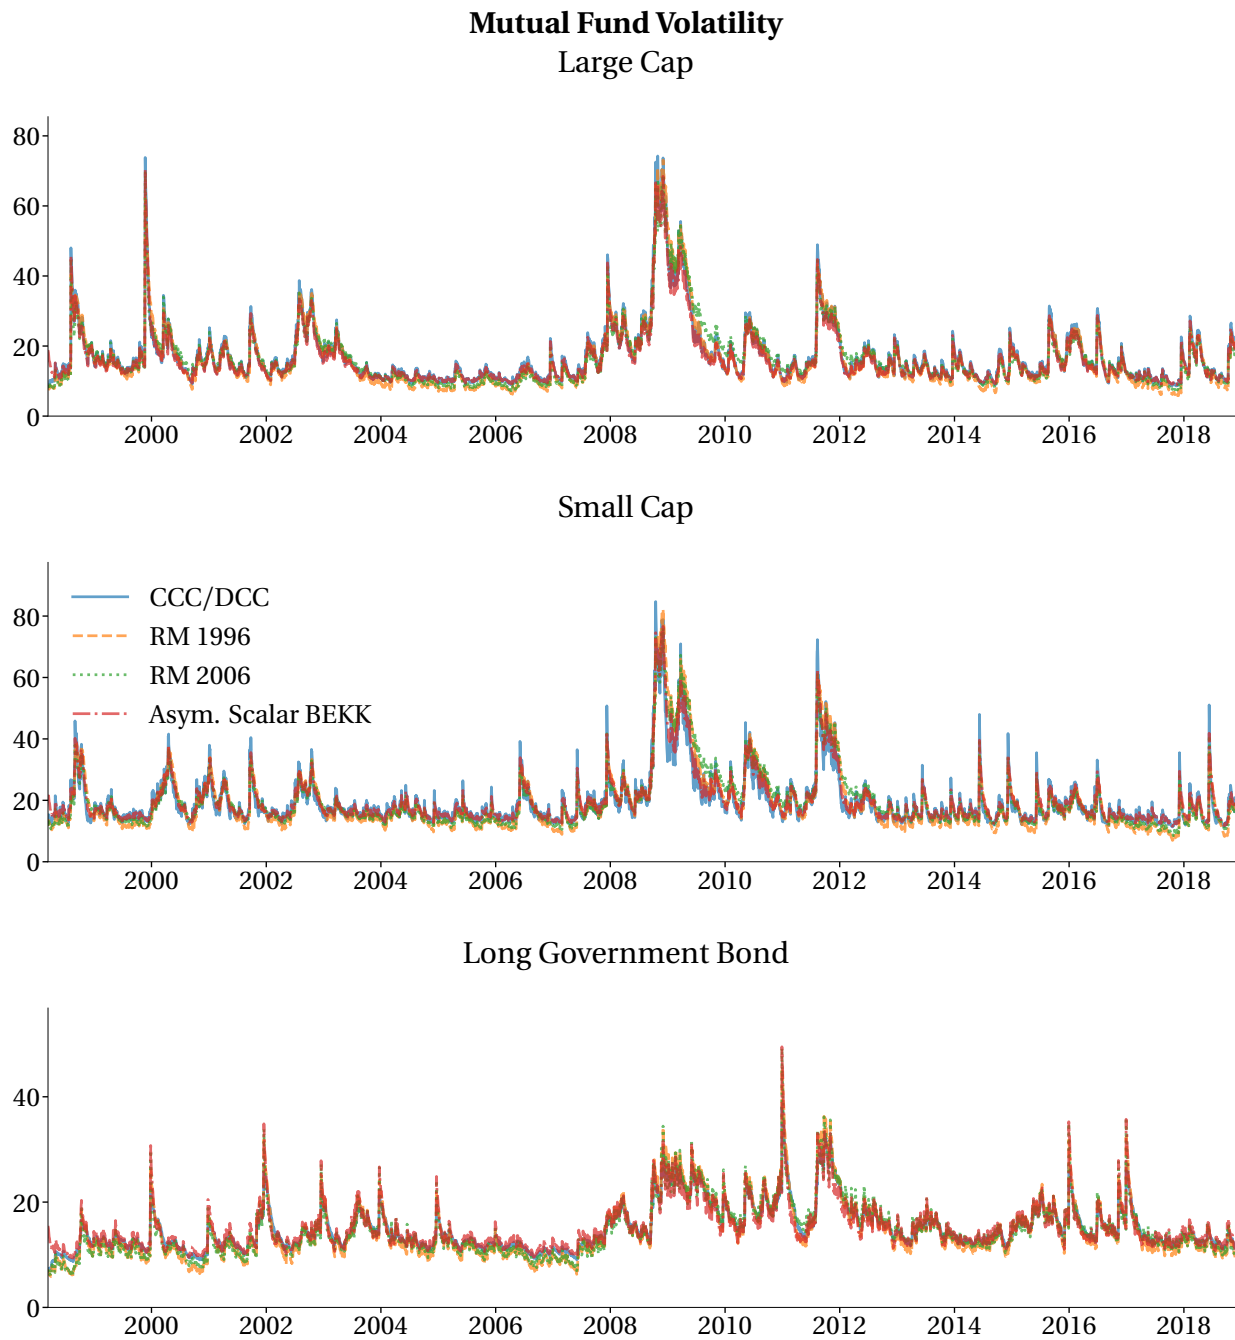 Mutual Fund Volatility
Large Cap
80
60
40
20
0
2000 2002 2004 2006 2008 2010 2012 2014 2016 2018
Small Cap
80
60
40
20
0
CCC/DCC
RM 1996
RM 2006
Asym. Scalar BEKK
2000 2002 2004 2006 2008 2010 2012 2014 2016 2018
Long Government Bond
40
20
0
2000 2002 2004 2006 2008 2010 2012 2014 2016 2018